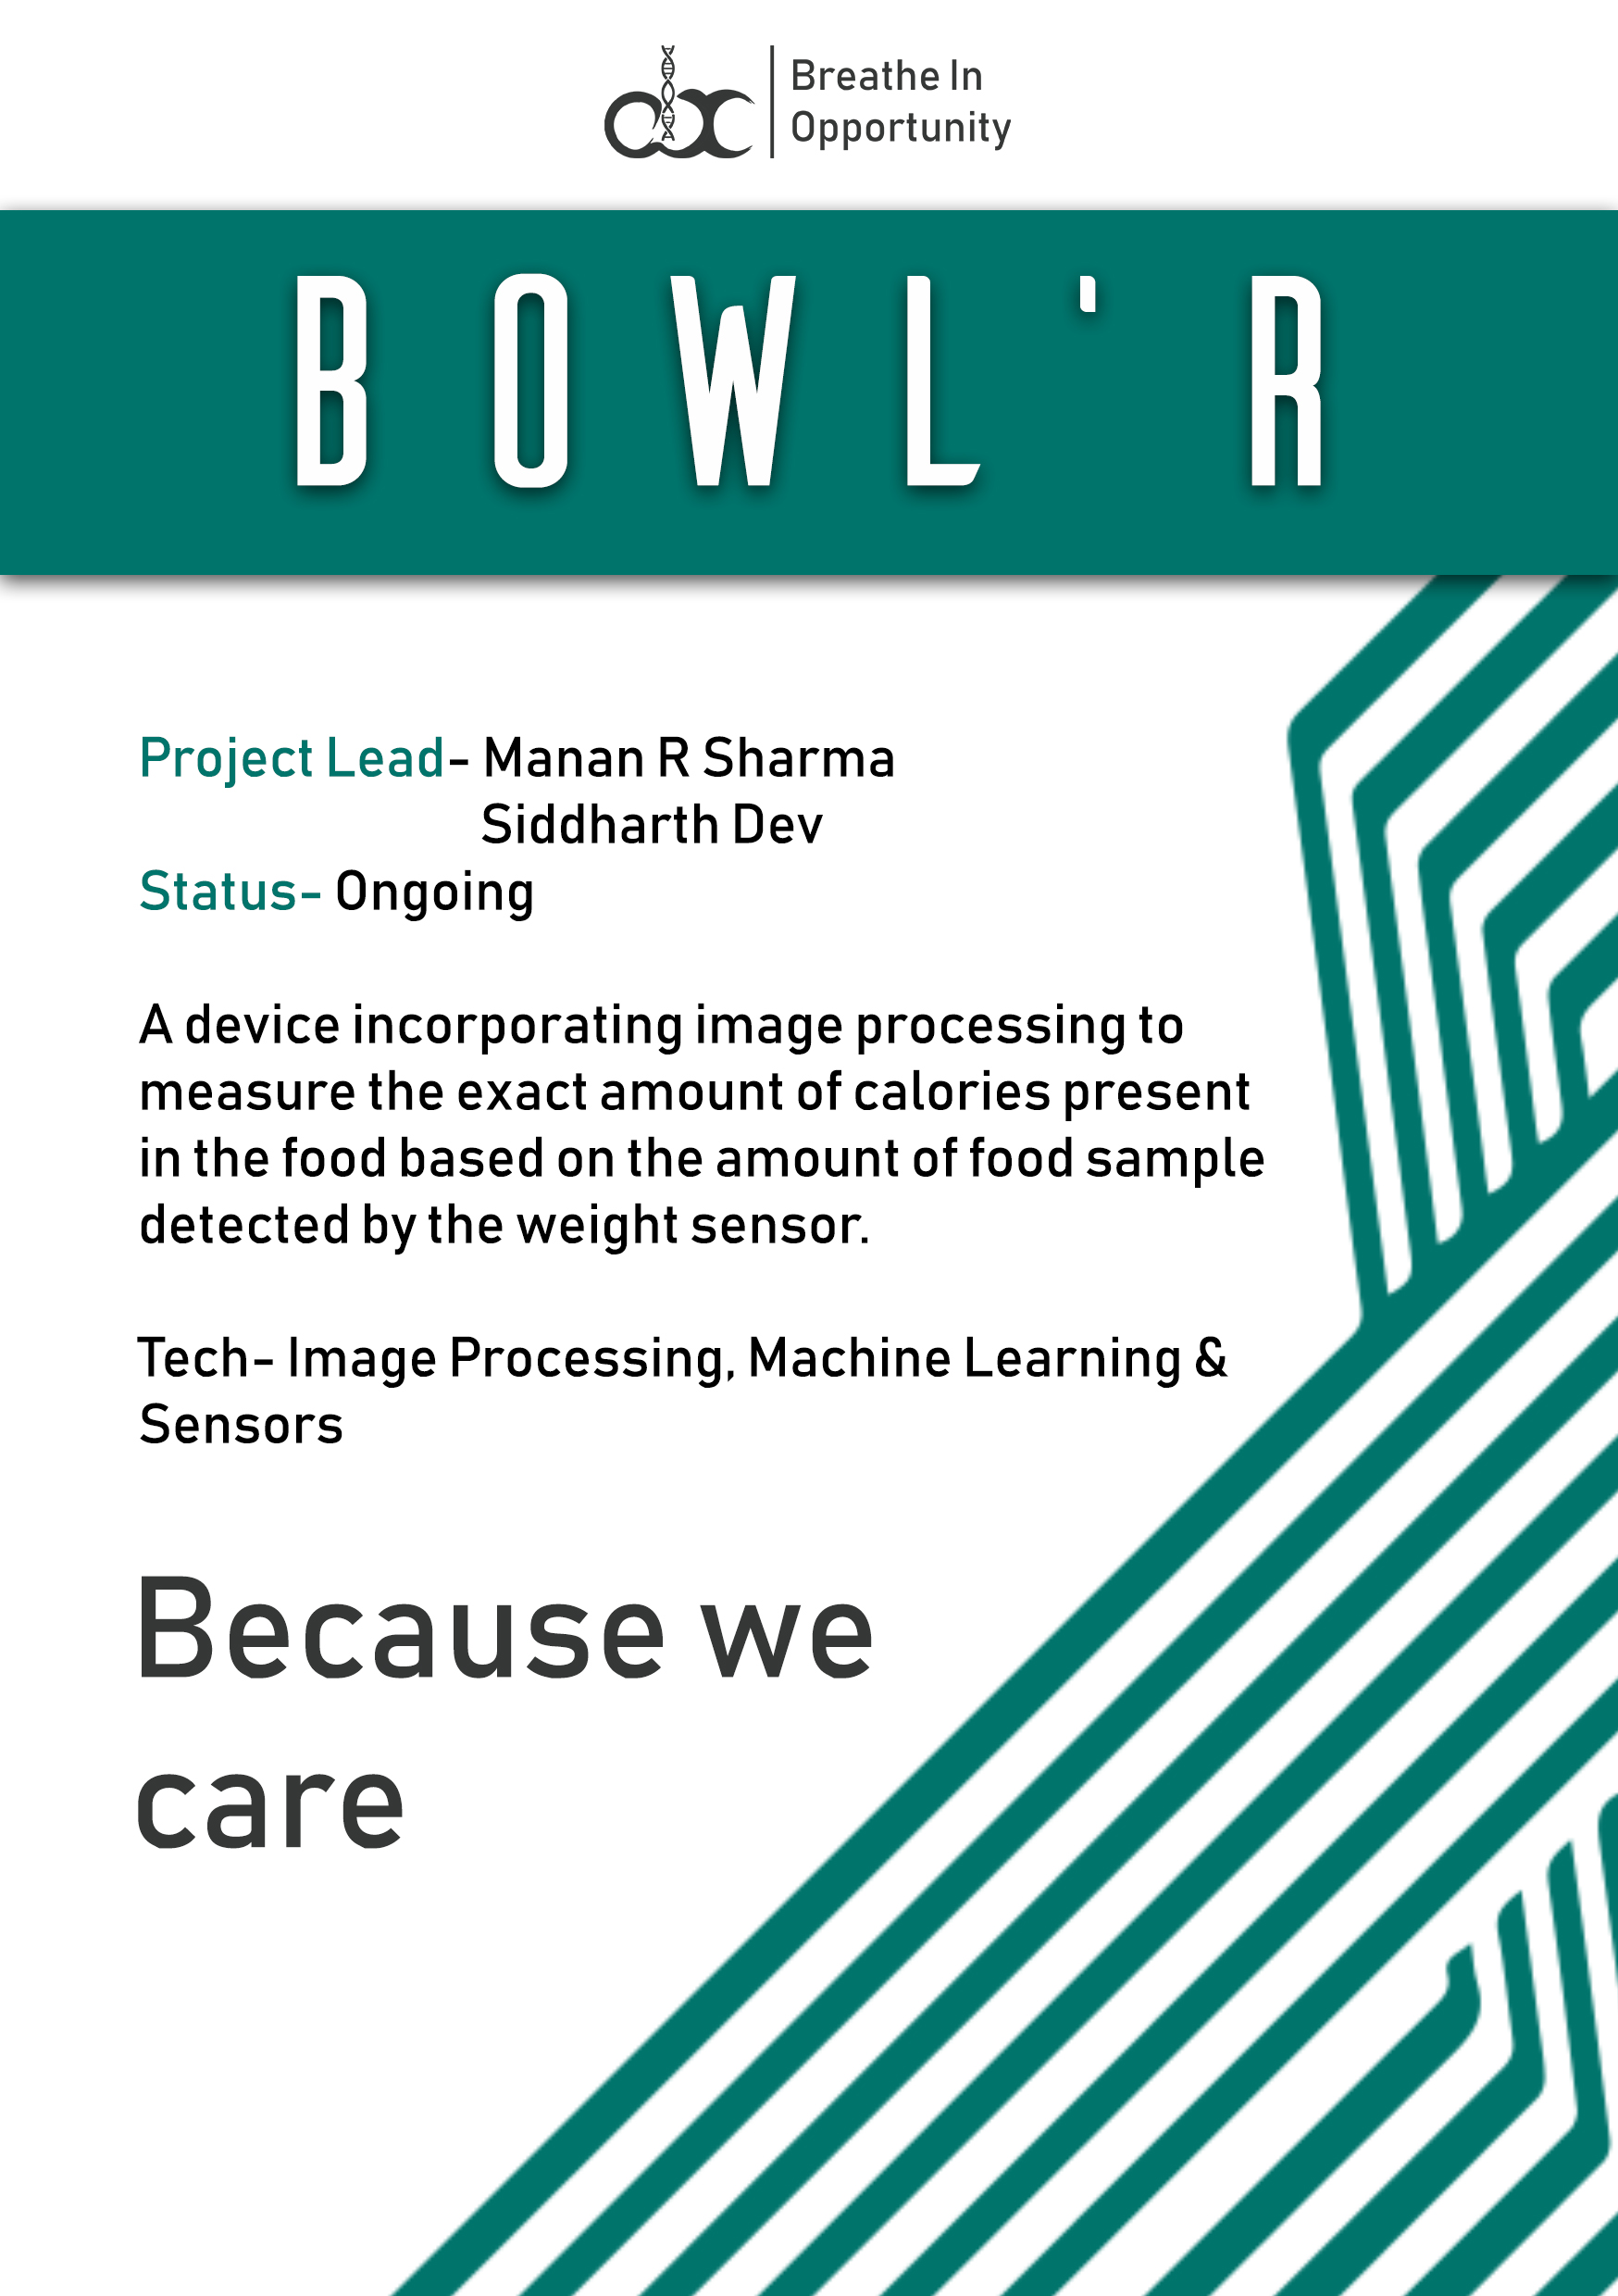 abc
Breathe In
Opportunity
BOWL'R
Project Lead- Manan R Sharma
Siddharth Dev
Status- Ongoing
A device incorporating image processing to
measure the exact amount of calories present
in the food based on the amount of food sample
detected by the weight sensor.
Tech- Image Processing, Machine Learning &
Sensors
Because we
care